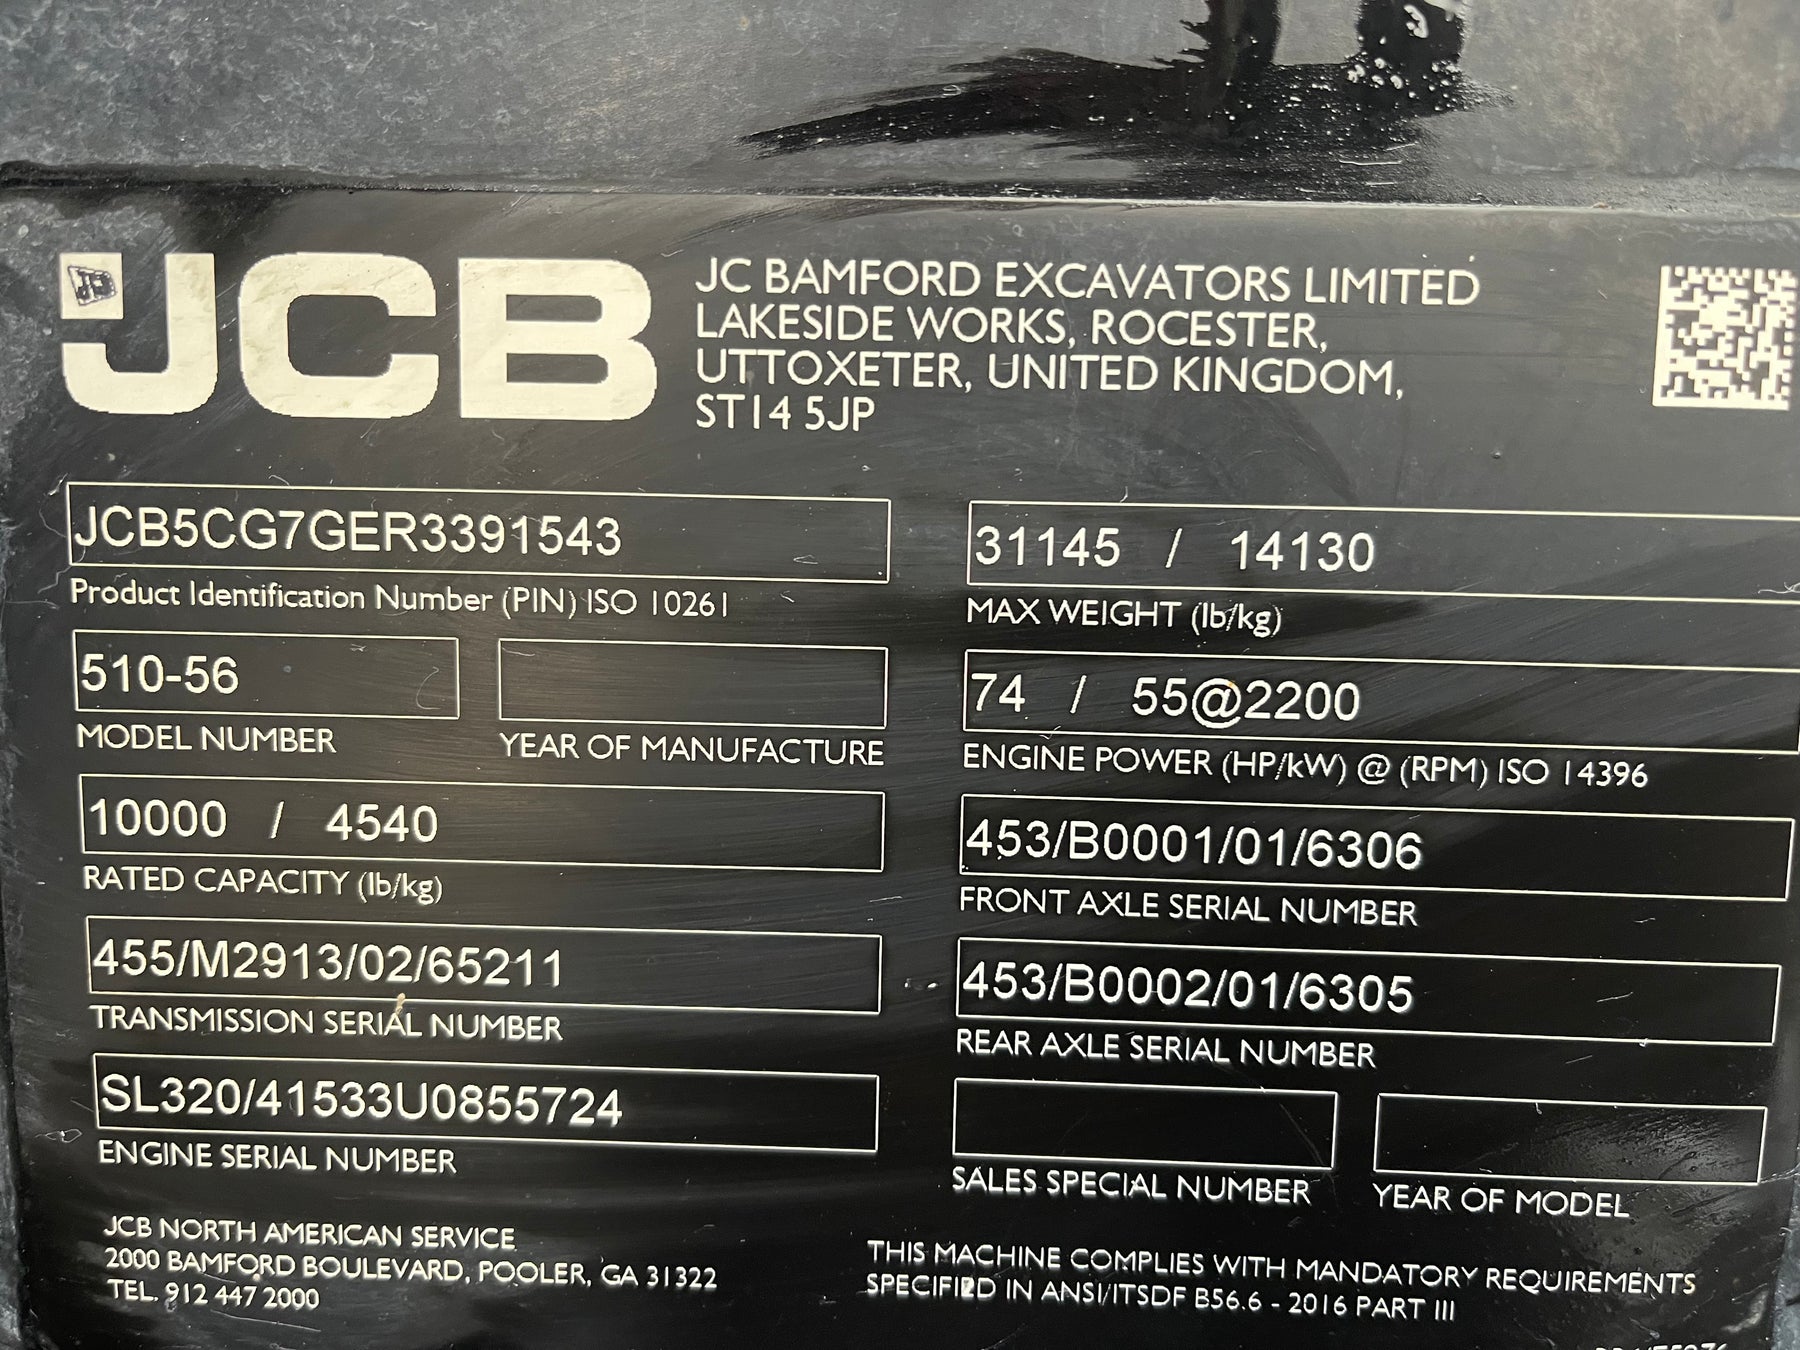 JCB
JC BAMFORD EXCAVATORS LIMITED
LAKESIDE WORKS, ROCESTER,
UTTOXETER, UNITED KINGDOM,
ST14 5JP
JCB5CG7GER3391543
Product Identification Number (PIN) ISO 10261
31145 / 14130
MAX WEIGHT (lb/kg)
510-56
MODEL NUMBER
YEAR OF MANUFACTURE
74 / 55@2200
ENGINE POWER (HP/kW) @ (RPM) ISO 14396
10000 / 4540
RATED CAPACITY (lb/kg)
453/B0001/01/6306
FRONT AXLE SERIAL NUMBER
455/M2913/02/65211
TRANSMISSION SERIAL NUMBER
453/B0002/01/6305
REAR AXLE SERIAL NUMBER
SL320/41533U0855724
ENGINE SERIAL NUMBER
SALES SPECIAL NUMBER
YEAR OF MODEL
JCB NORTH AMERICAN SERVICE
2000 BAMFORD BOULEVARD, POOLER, GA 31322
TEL. 912 447 2000
THIS MACHINE COMPLIES WITH MANDATORY REQUIREMENTS
SPECIFIED IN ANSI/ITSDF B56.6 - 2016 PART III